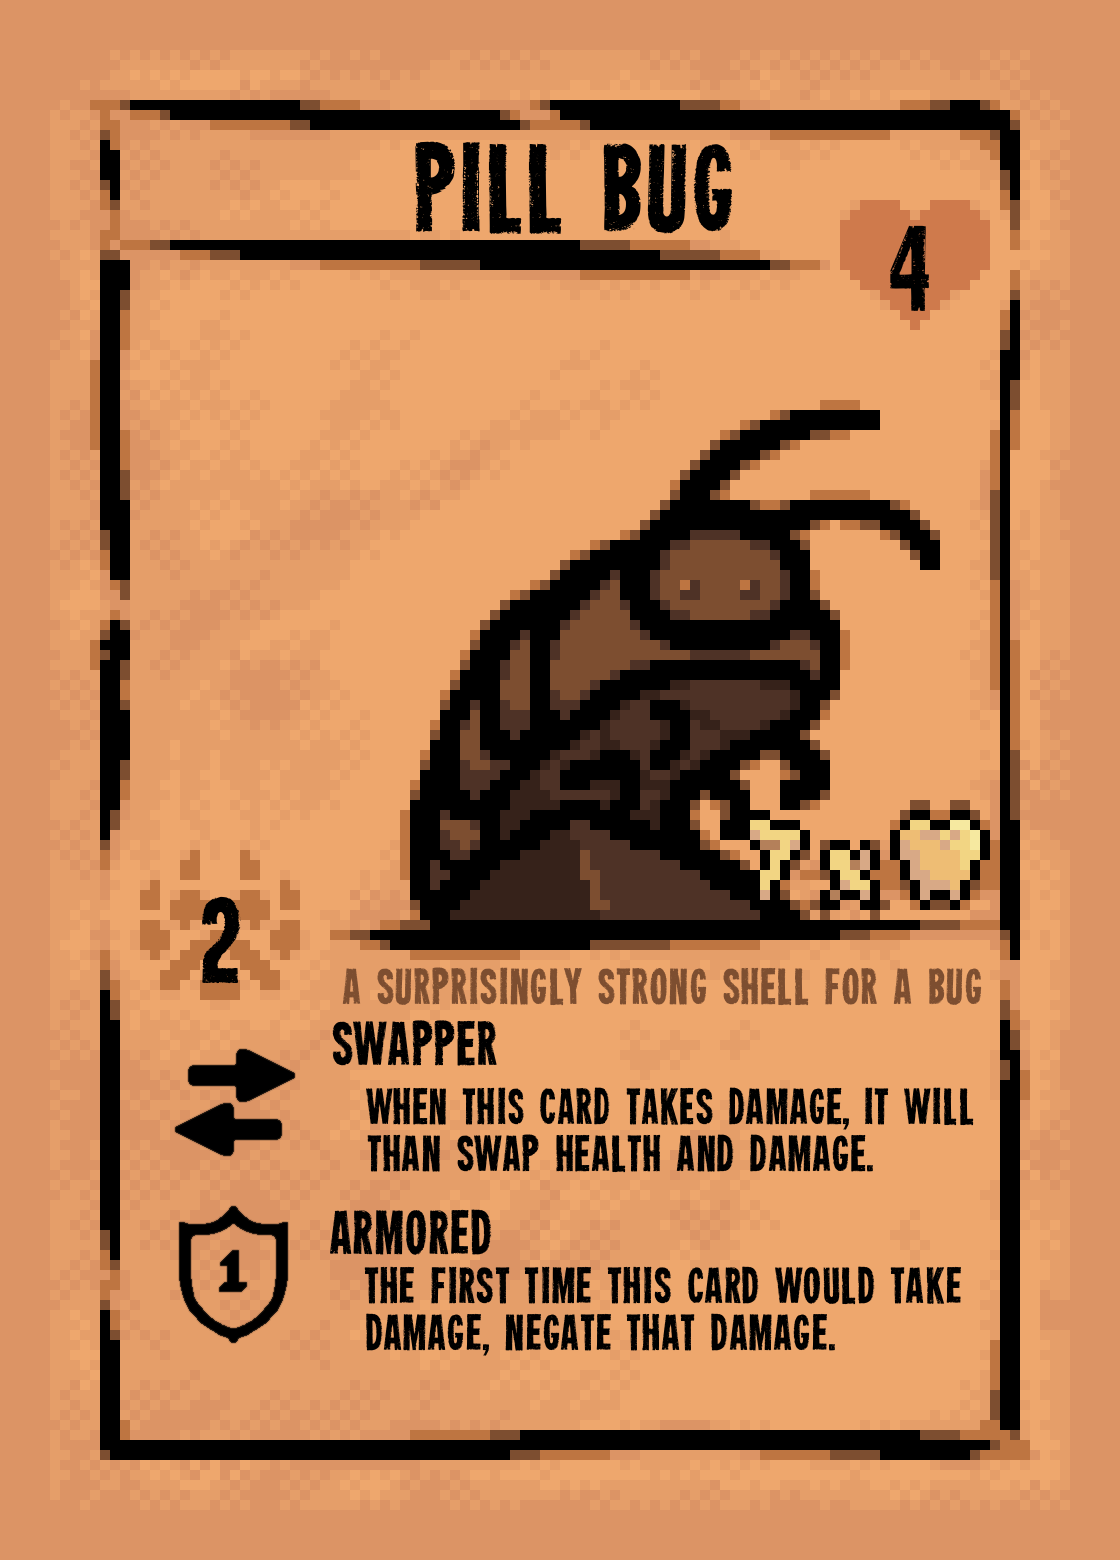 PILL BUG
4
7 x
2
A SURPRISINGLY STRONG SHELL FOR A BUG
SWAPPER
WHEN THIS CARD TAKES DAMAGE, IT WILL
THAN SWAP HEALTH AND DAMAGE.
ARMORED
1
THE FIRST TIME THIS CARD WOULD TAKE
DAMAGE, NEGATE THAT DAMAGE.